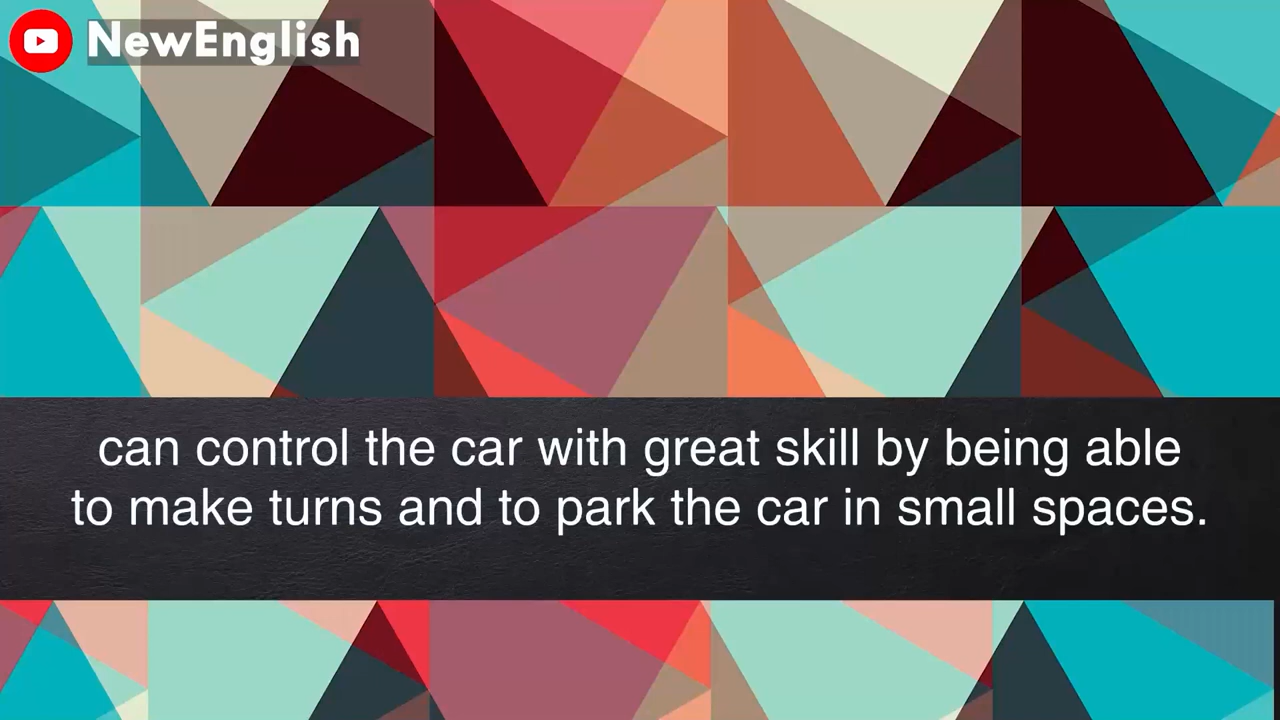 NewEnglish
can control the car with great skill by being able
to make turns and to park the car in small spaces.